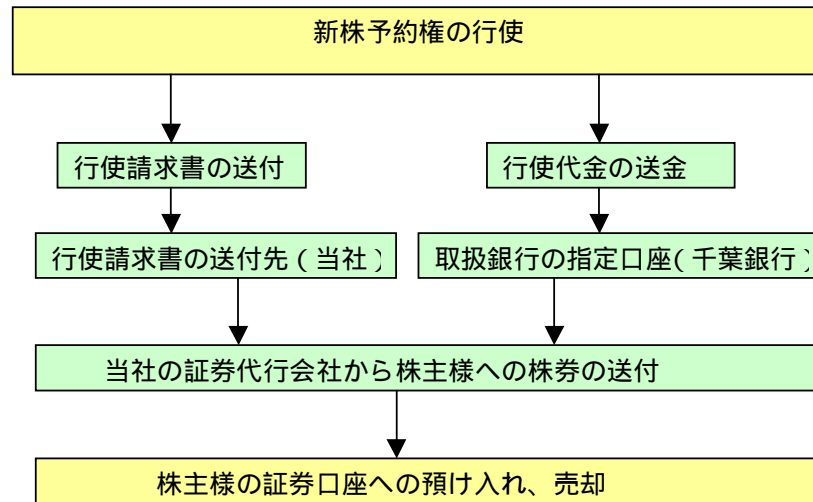 新株予約権の行使
行使請求書の送付
行使代金の送金
行使請求書の送付先(当社)
取扱銀行の指定口座(千葉銀行)
当社の証券代行会社から株主様への株券の送付
株主様の証券口座への預け入れ、売却